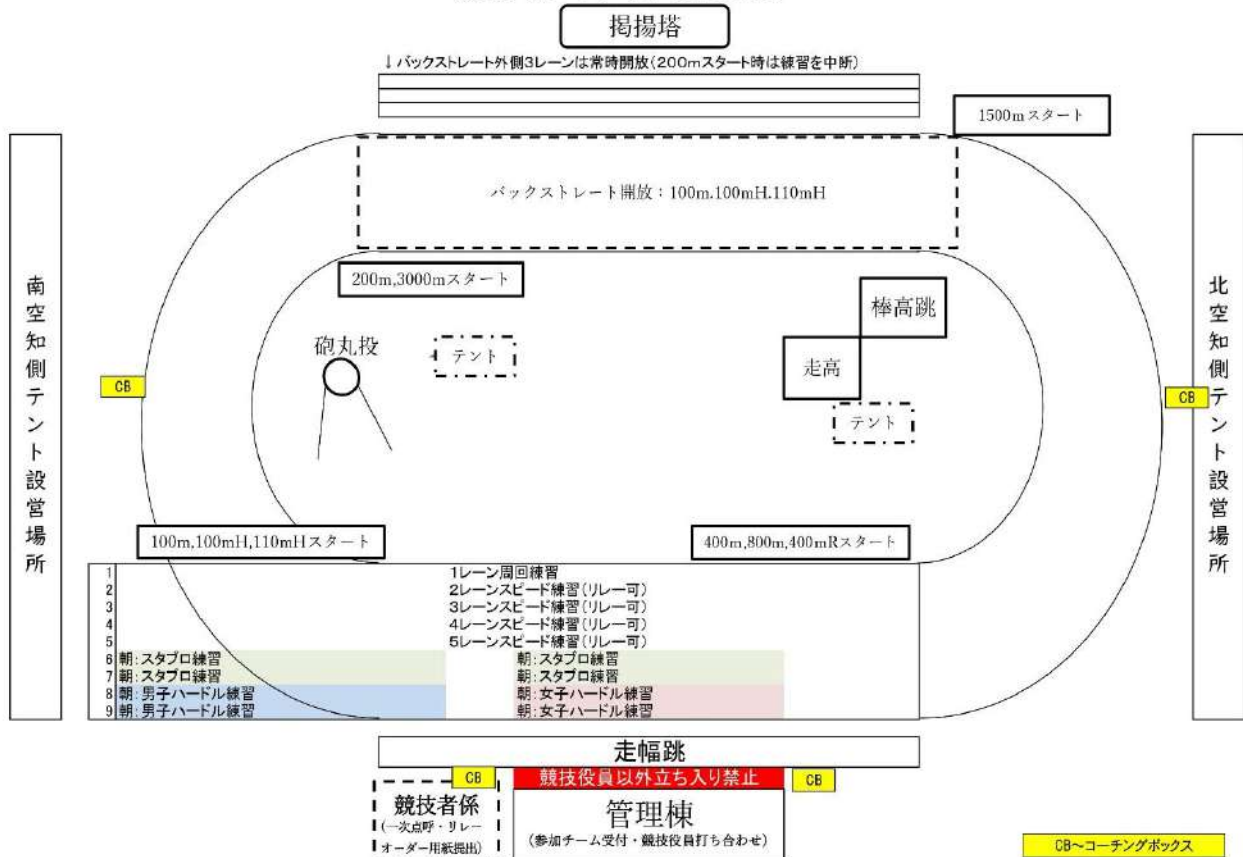 掲揚塔
↓バックストレート外側3レーンは常時開放(200mスタート時は練習を中断)
1500mスタート
バックストレート開放：100m.100mH.110mH
南空知側テント設営場所
北空知側テント設営場所
200m,3000mスタート
棒高跳
砲丸投
テント
走高
CB
CB
テント
100m,100mH,110mHスタート
400m,800m,400mRスタート
1 1レーン周回練習
2 2レーンスピード練習(リレー可)
3 3レーンスピード練習(リレー可)
4 4レーンスピード練習(リレー可)
5 5レーンスピード練習(リレー可)
6 朝:スタブロ練習 朝:スタブロ練習
7 朝:スタブロ練習 朝:スタブロ練習
8 朝:男子ハードル練習 朝:女子ハードル練習
9 朝:男子ハードル練習 朝:女子ハードル練習
走幅跳
CB 競技役員以外立ち入り禁止 CB
競技者係
(一次点呼・リレー
オーダー用紙提出)
管理棟
(参加チーム受付・競技役員打ち合わせ)
CB～コーチングボックス